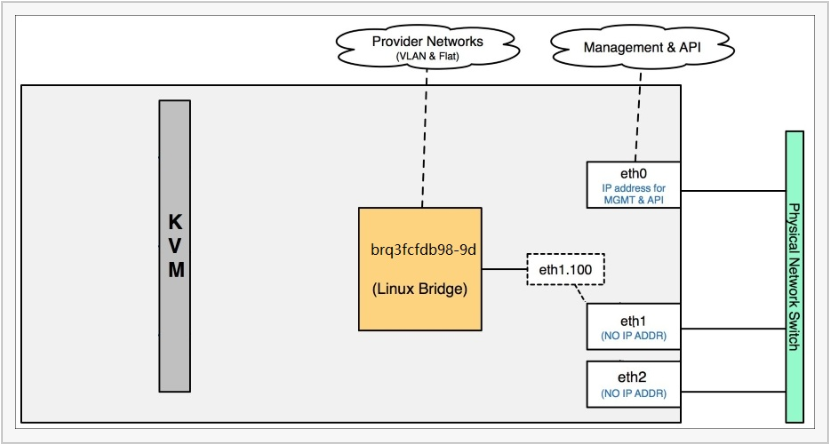 Provider Networks
(VLAN & Flat)
Management & API
eth0
IP address for
MGMT & API
K
V
M
brq3fcfdb98-9d
(Linux Bridge)
eth1.100
eth1
(NO IP ADDR)
eth2
(NO IP ADDR)
Physical Network Switch